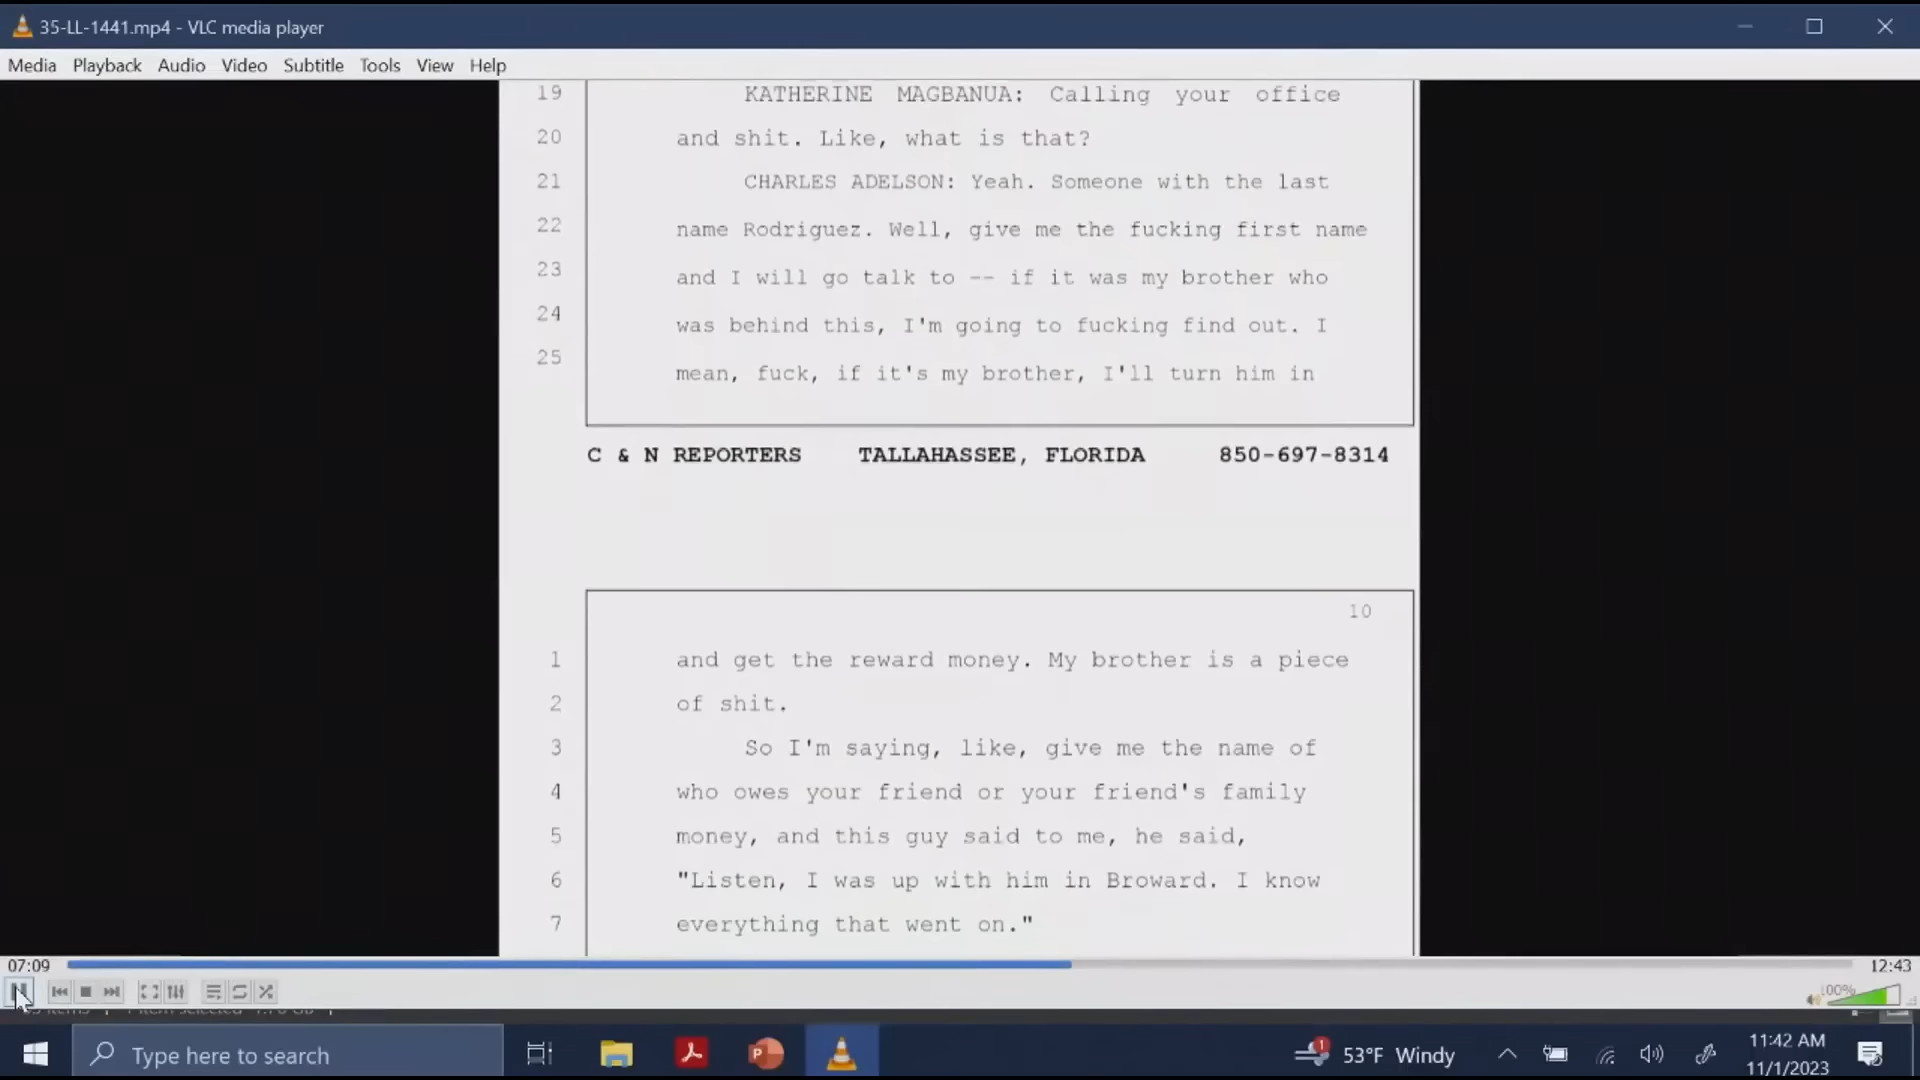 35-LL-1441.mp4 - VLC media player
Media Playback Audio Video Subtitle Tools View Help
19 KATHERINE MAGBANUA: Calling your office
20 and shit. Like, what is that?
21 CHARLES ADELSON: Yeah. Someone with the last
22 name Rodriguez. Well, give me the fucking first name
23 and I will go talk to -- if it was my brother who
24 was behind this, I'm going to fucking find out. I
25 mean, fuck, if it's my brother, I'll turn him in
C & N REPORTERS TALLAHASSEE, FLORIDA 850-697-8314
10
1 and get the reward money. My brother is a piece
2 of shit.
3 So I'm saying, like, give me the name of
4 who owes your friend or your friend's family
5 money, and this guy said to me, he said,
6 "Listen, I was up with him in Broward. I know
7 everything that went on."
07:09 12:43
100%
Type here to search
1 53°F Windy
11:42 AM
11/1/2023